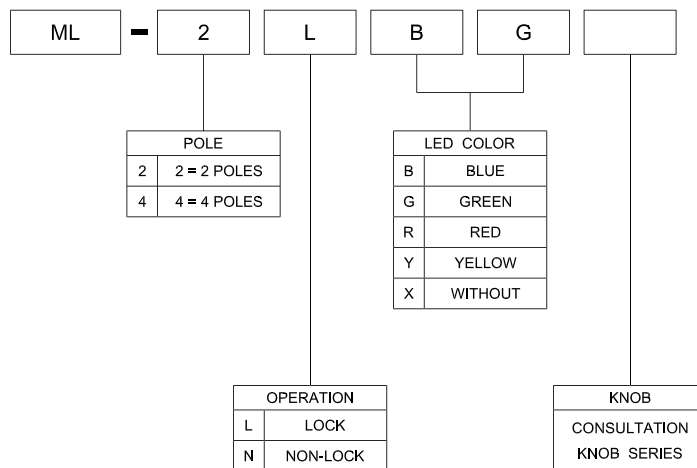 ML - 2 L B G
POLE
2 2 = 2 POLES
4 4 = 4 POLES
LED COLOR
B BLUE
G GREEN
R RED
Y YELLOW
X WITHOUT
OPERATION
L LOCK
N NON-LOCK
KNOB
CONSULTATION
KNOB SERIES